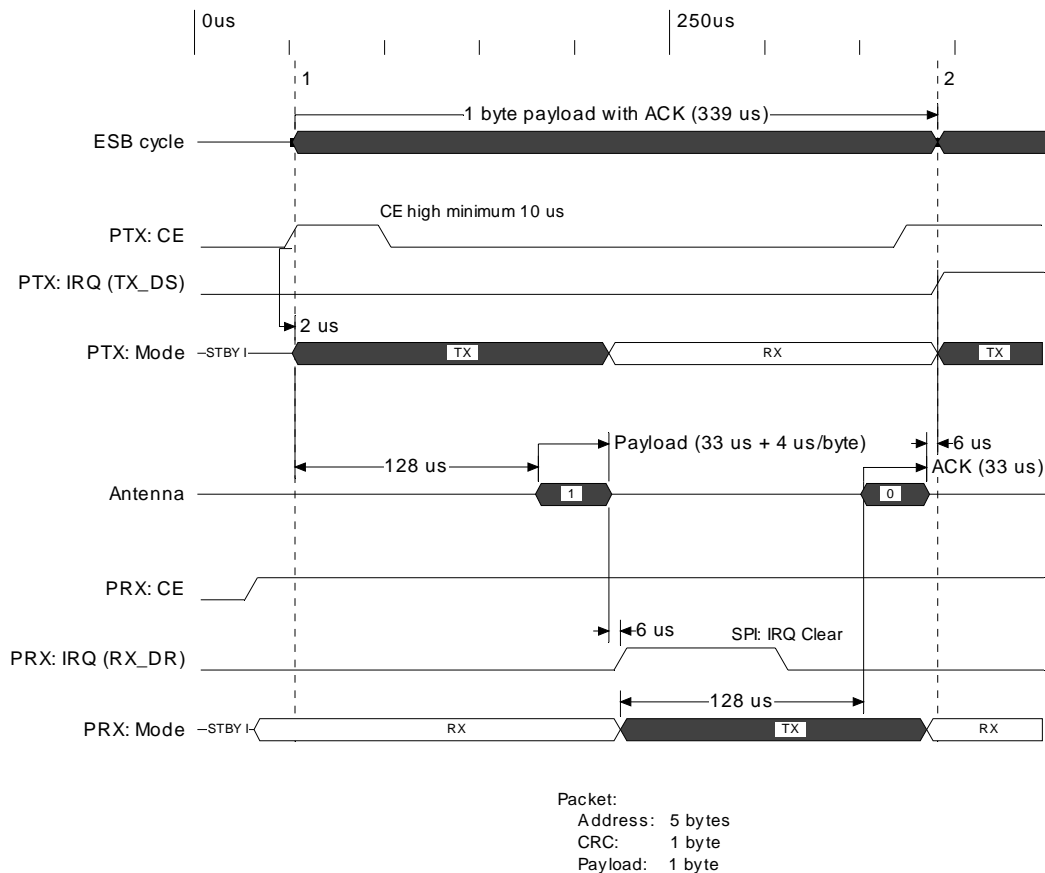 0us
250us
1
2
1 byte payload with ACK (339 us)
ESB cycle
CE high minimum 10 us
PTX: CE
PTX: IRQ (TX_DS)
2 us
PTX: Mode
STBY I
TX
RX
TX
Payload (33 us + 4 us/byte)
6 us
128 us
ACK (33 us)
Antenna
1
0
PRX: CE
6 us
SPI: IRQ Clear
PRX: IRQ (RX_DR)
128 us
PRX: Mode
STBY I
RX
TX
RX
Packet:
Address: 5 bytes
CRC: 1 byte
Payload: 1 byte